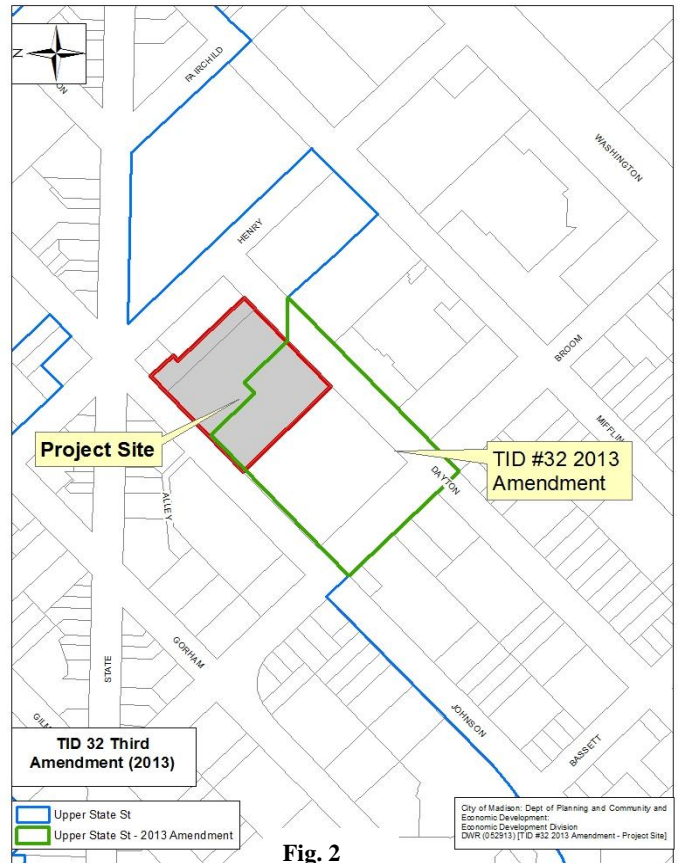 N
FAIRCHILD
WASHINGTON
HENRY
BROOM
MIFFLIN
Project Site
TID #32 2013
Amendment
DAYTON
ALLEY
GORHAM
STATE
JOHNSON
BASSETT
TID 32 Third
Amendment (2013)
Upper State St
Upper State St - 2013 Amendment
City of Madison: Dept of Planning and Community and
Economic Development:
Economic Development Division
DWR (052913) [TID #32 2013 Amendment - Project Site]
Fig. 2